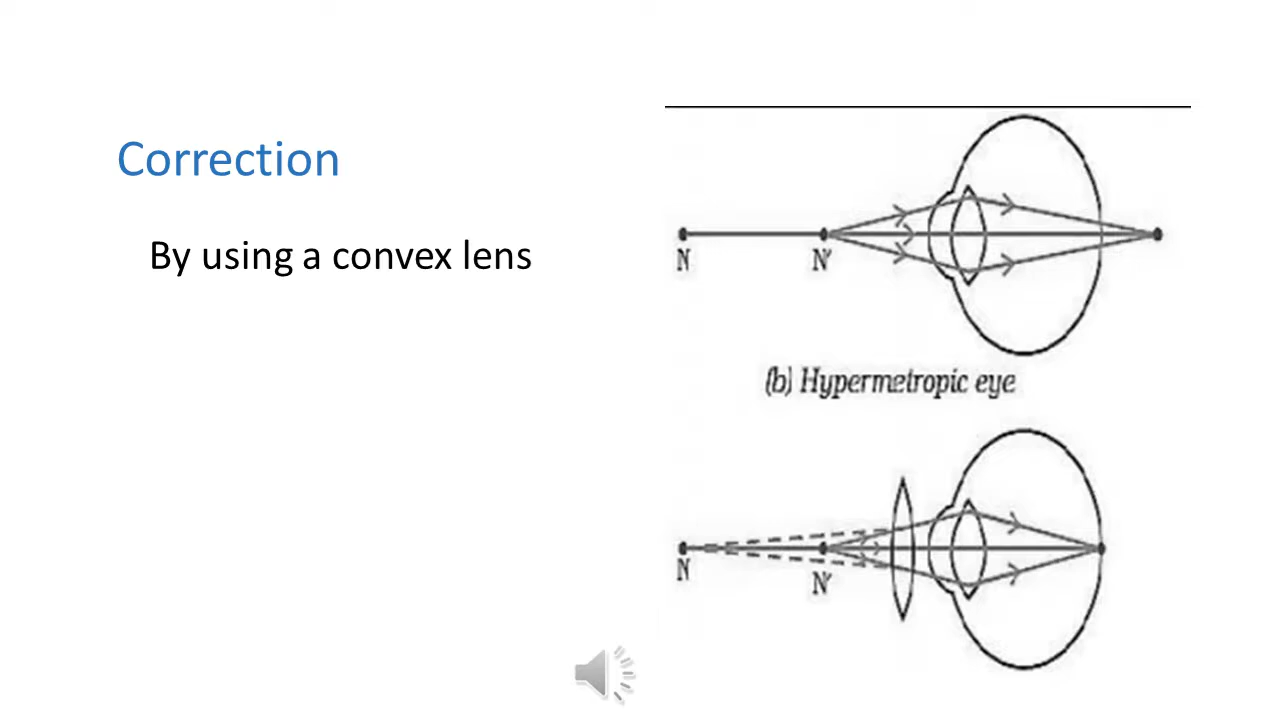 Correction
By using a convex lens
N N'
(b) Hypermetropic eye
N N'